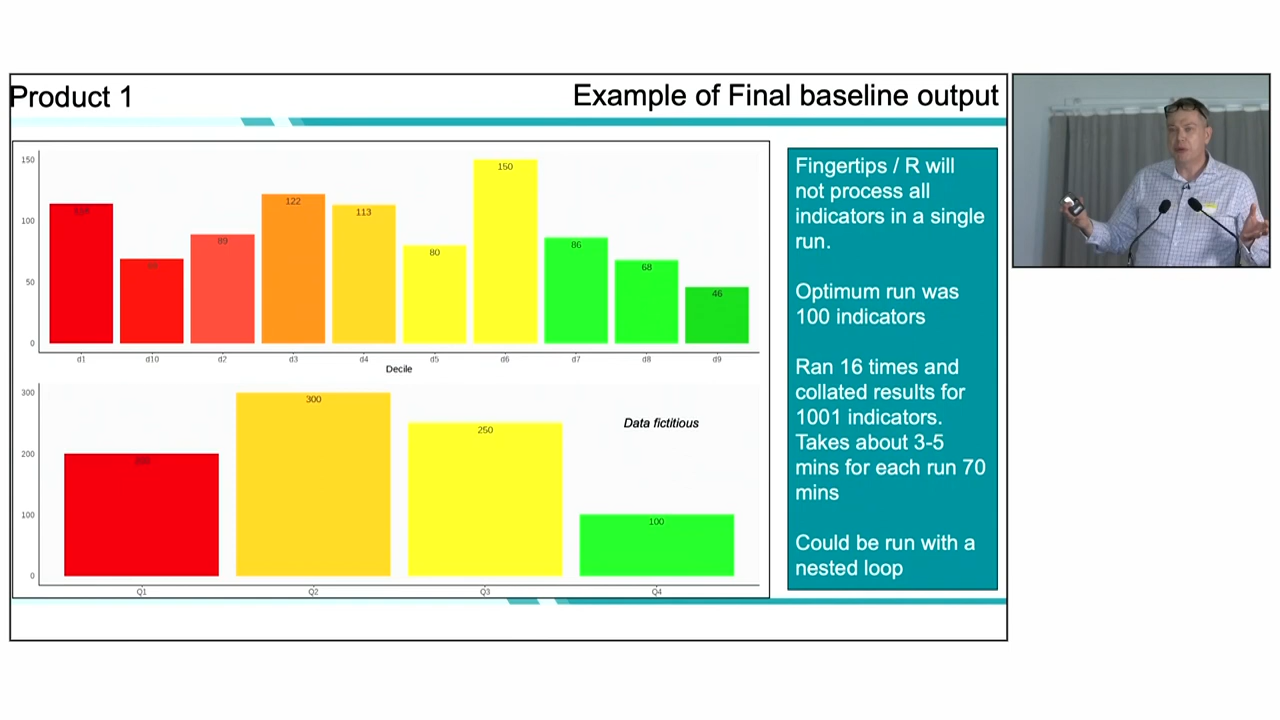 Product 1
Example of Final baseline output
150
100
50
0
122
113
89
80
150
86
68
46
d1 d10 d2 d3 d4 d5 d6 d7 d8 d9
Decile
300
200
100
0
300
250
100
Data fictitious
Q1 Q2 Q3 Q4
Fingertips / R will
not process all
indicators in a single
run.
Optimum run was
100 indicators
Ran 16 times and
collated results for
1001 indicators.
Takes about 3-5
mins for each run 70
mins
Could be run with a
nested loop